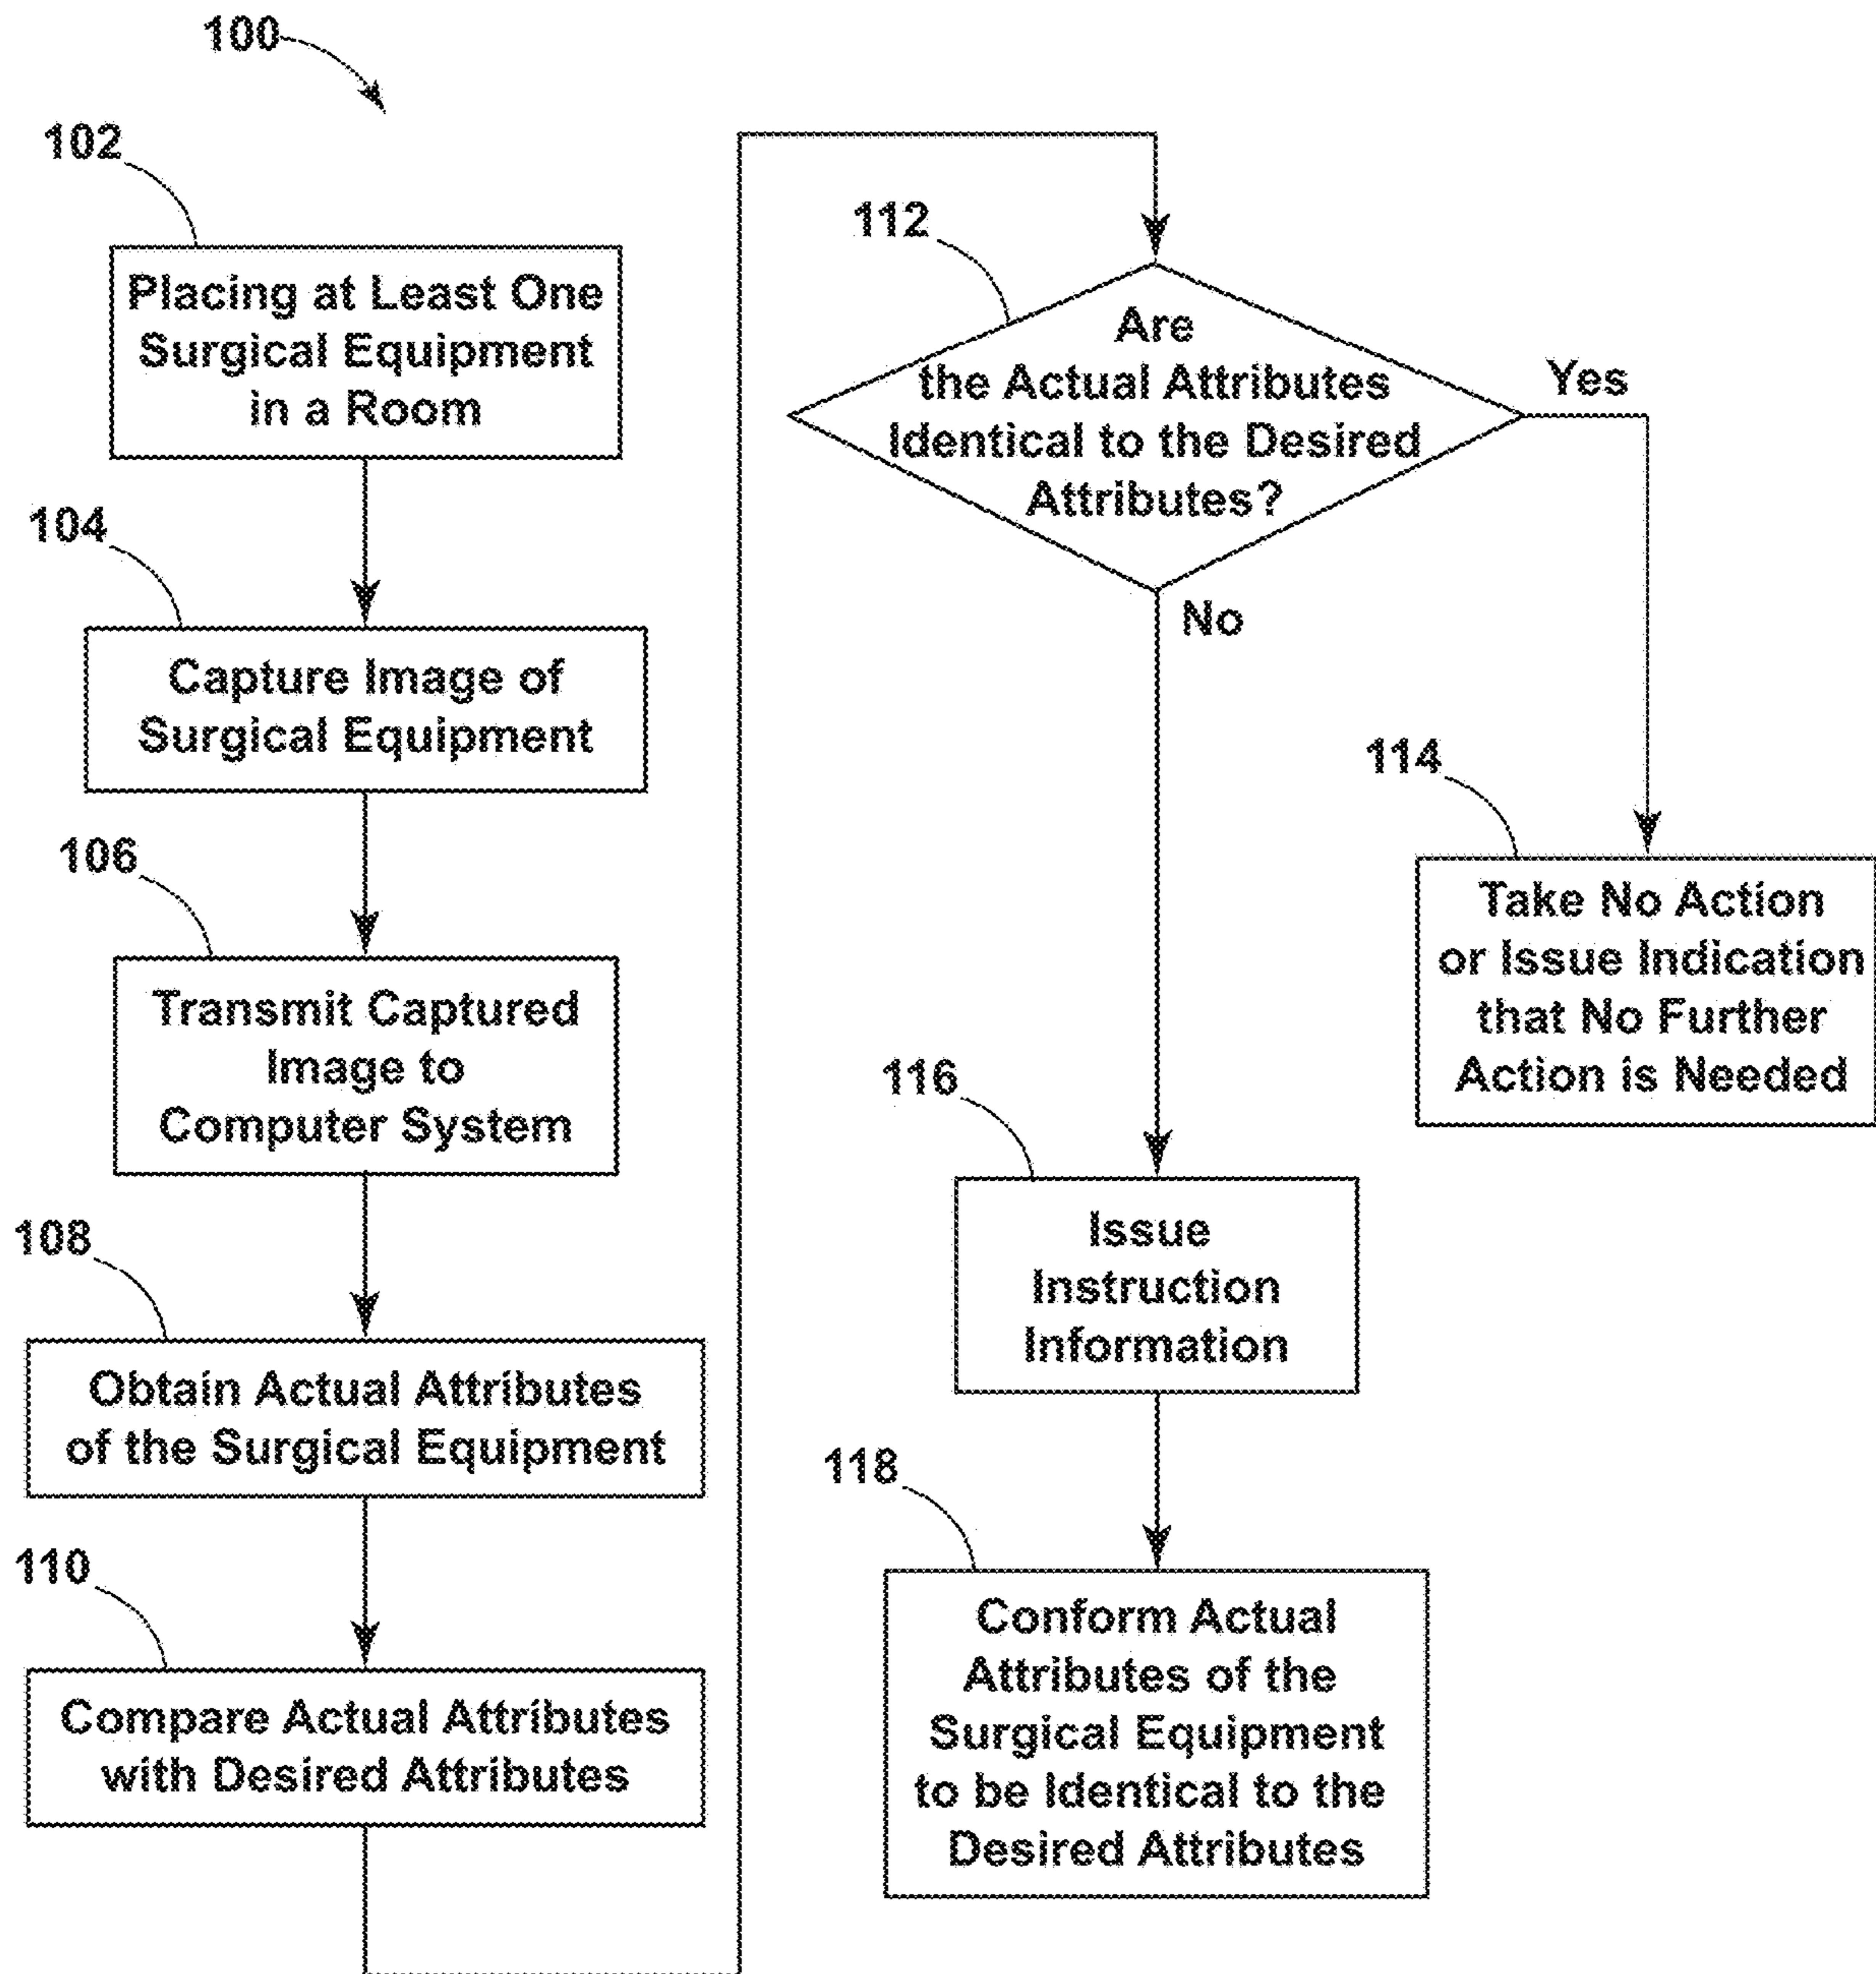 100
102
Placing at Least One
Surgical Equipment
in a Room
104
Capture Image of
Surgical Equipment
106
Transmit Captured
Image to
Computer System
108
Obtain Actual Attributes
of the Surgical Equipment
110
Compare Actual Attributes
with Desired Attributes
112
Are
the Actual Attributes
Identical to the Desired
Attributes?
Yes
No
114
Take No Action
or Issue Indication
that No Further
Action is Needed
116
Issue
Instruction
Information
118
Conform Actual
Attributes of the
Surgical Equipment
to be Identical to the
Desired Attributes